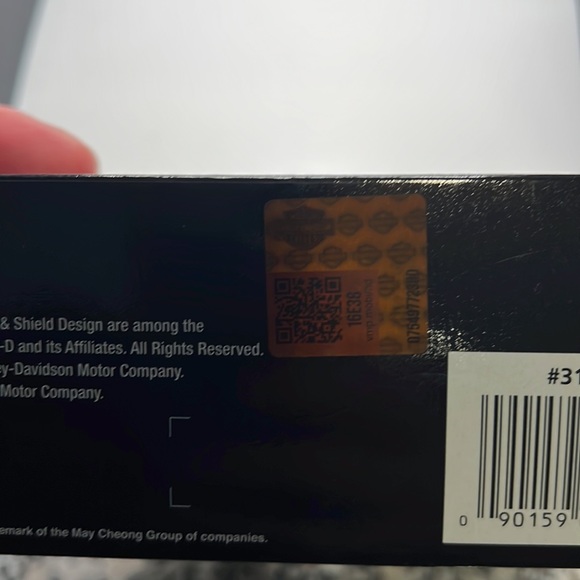 & Shield Design are among the
-D and its Affiliates. All Rights Reserved.
ey-Davidson Motor Company.
Motor Company.
emark of the May Cheong Group of companies.
16E38
#31
0 90159